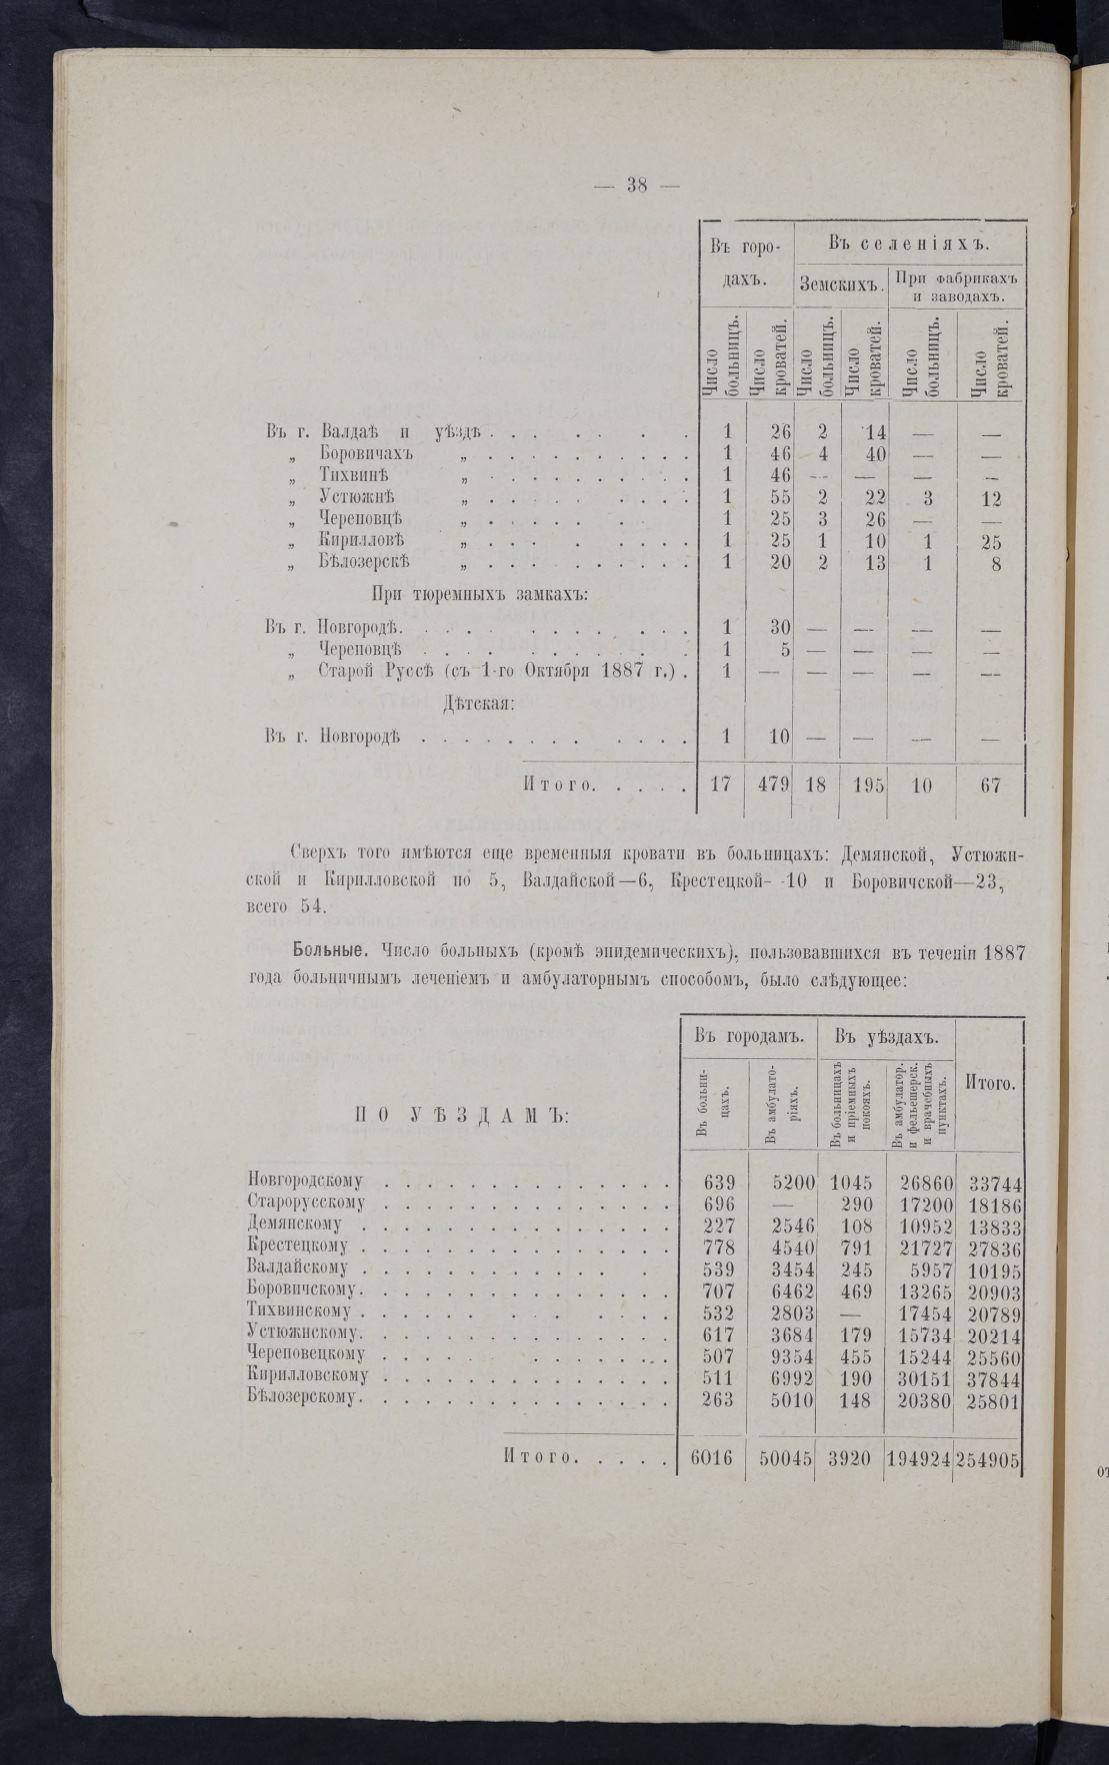 — 38 —
Въ горо-
дахъ.
Въ селеніяхъ.
Земскихъ.
При фабрикахъ
и заводахъ.
Число
больницъ.
Число
кроватей.
Число
больницъ.
Число
кроватей.
Число
больницъ.
Число
кроватей.
Въ г. Валдаѣ и уѣздѣ . . . . . . . 1 26 2 14 — —
„ Боровичахъ „ . . . . . . . . . . 1 46 4 40 — —
„ Тихвинѣ „ . . . . . . . . . . 1 46 — — — —
„ Устюжнѣ „ . . . . . . . . . 1 55 2 22 3 12
„ Череповцѣ „ . . . . . . . 1 25 3 26 — —
„ Кирилловѣ „ . . . . . . . 1 25 1 10 1 25
„ Бѣлозерскѣ „ . . . . . . . . . 1 20 2 13 1 8
При тюремныхъ замкахъ:
Въ г. Новгородѣ. . . . . . . . . . . . 1 30 — — — —
„ Череповцѣ . . . . . . . . . . . 1 5 — — — —
„ Старой Руссѣ (съ 1-го Октября 1887 г.) . 1 — — — — —
Дѣтская:
Въ г. Новгородѣ . . . . . . . . . . . . 1 10 — — — —
Итого. . . . . 17 479 18 195 10 67
Сверхъ того имѣются еще временныя кровати въ больницахъ: Демянской, Устюжн-
ской и Кирилловской по 5, Валдайской—6, Крестецкой--10 и Боровичской—23,
всего 54.
Больные. Число больныхъ (кромѣ эпидемическихъ), пользовавшихся въ теченіи 1887
года больничнымъ леченіемъ и амбулаторнымъ способомъ, было слѣдующее:
ПО УѢЗДАМЪ:
Въ городамъ.
Въ уѣздахъ.
Итого.
Въ больни-
цахъ.
Въ амбулато-
ріяхъ.
Въ больницахъ
и пріемныхъ
покояхъ.
Въ амбулатор.
и фельешерск.
и врачебныхъ
пунктахъ.
Новгородскому . . . . . . . . . . . . . . 639 5200 1045 26860 33744
Старорусскому . . . . . . . . . . . . . . 696 — 290 17200 18186
Демянскому . . . . . . . . . . . . . . . 227 2546 108 10952 13833
Крестецкому . . . . . . . . . . . . . . . 778 4540 791 21727 27836
Валдайскому . . . . . . . . . . . . . 539 3454 245 5957 10195
Боровичскому. . . . . . . . . . . . . . . 707 6462 469 13265 20903
Тихвинскому . . . . . . . . . . . . . . 532 2803 — 17454 20789
Устюжнскому. . . . . . . . . . . . . . . 617 3684 179 15734 20214
Череповецкому . . . . . . . . . . . . 507 9354 455 15244 25560
Кирилловскому . . . . . . . . . . . . . . 511 6992 190 30151 37844
Бѣлозерскому. . . . . . . . . . . . . . . 263 5010 148 20380 25801
Итого. . . . . 6016 50045 3920 194924 254905